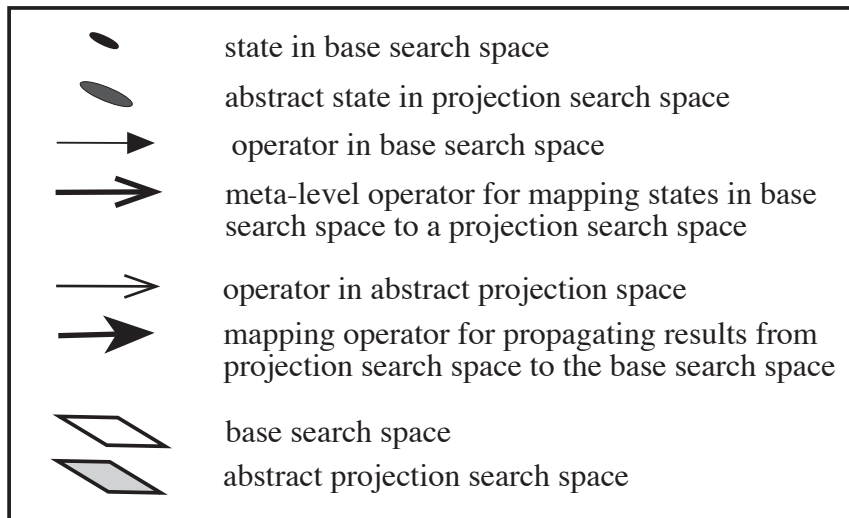 state in base search space
abstract state in projection search space
operator in base search space
meta-level operator for mapping states in base
search space to a projection search space
operator in abstract projection space
mapping operator for propagating results from
projection search space to the base search space
base search space
abstract projection search space